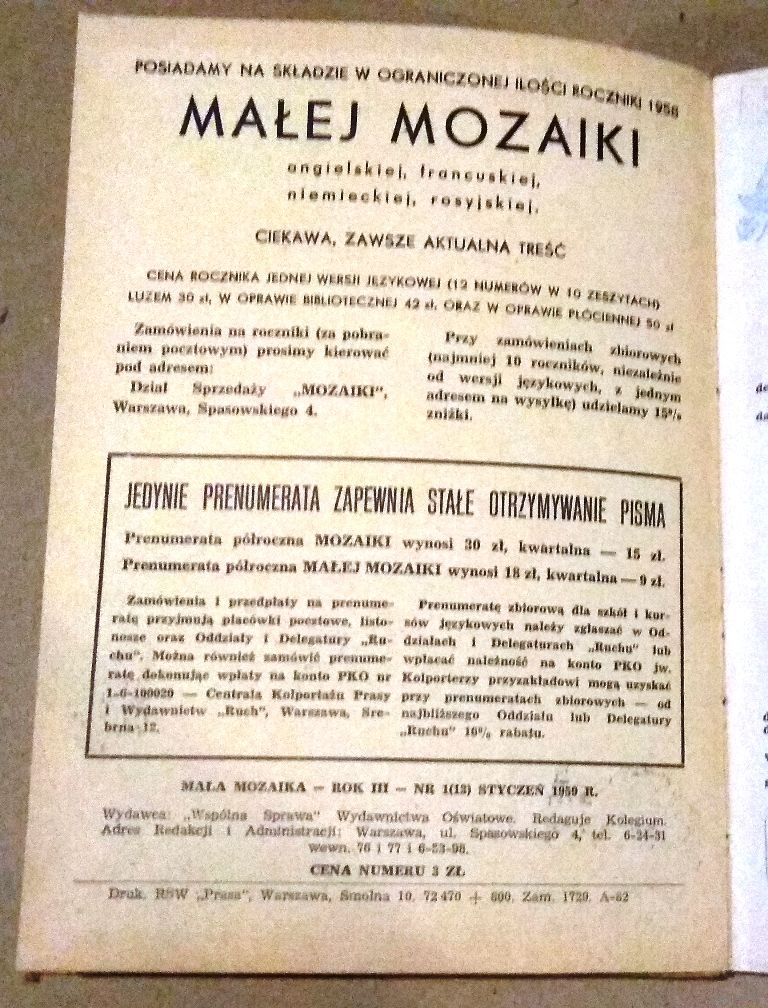 POSIADAMY NA SKŁADZIE W OGRANICZONEJ ILOŚCI ROCZNIKI 1958
MAŁEJ MOZAIKI
angielskiej, francuskiej,
niemieckiej, rosyjskiej.
CIEKAWA, ZAWSZE AKTUALNA TREŚĆ
CENA ROCZNIKA JEDNEJ WERSJI JĘZYKOWEJ (12 NUMERÓW W 10 ZESZYTACH)
LUZEM 30 zł, W OPRAWIE BIBLIOTECZNEJ 42 zł, ORAZ W OPRAWIE PŁÓCIENNEJ 50 zł
Zamówienia na roczniki (za pobra-
niem pocztowym) prosimy kierować
pod adresem:
Dział Sprzedaży „MOZAIKI",
Warszawa, Spasowskiego 4.
Przy zamówieniach zbiorowych
(najmniej 10 roczników, niezależnie
od wersji językowych, z jednym
adresem na wysyłkę) udzielamy 15%
zniżki.
JEDYNIE PRENUMERATA ZAPEWNIA STAŁE OTRZYMYWANIE PISMA
Prenumerata półroczna MOZAIKI wynosi 30 zł, kwartalna — 15 zł.
Prenumerata półroczna MAŁEJ MOZAIKI wynosi 18 zł, kwartalna — 9 zł.
Zamówienia i przedpłaty na prenume-
ratę przyjmują placówki pocztowe, listo-
nosze oraz Oddziały i Delegatury „Ru-
chu". Można również zamówić prenume-
ratę dokonując wpłaty na konto PKO nr
1-6-100020 — Centrala Kolportażu Prasy
i Wydawnictw „Ruch", Warszawa, Sre-
brna 12.
Prenumeratę zbiorową dla szkół i kur-
sów językowych należy zgłaszać w Od-
działach i Delegaturach „Ruchu" lub
wpłacać należność na konto PKO jw.
Kolporterzy przyzakładowi mogą uzyskać
przy prenumeratach zbiorowych — od
najbliższego Oddziału lub Delegatury
„Ruchu" 10% rabatu.
MAŁA MOZAIKA — ROK III — NR 1(13) STYCZEŃ 1959 R.
Wydawca: „Wspólna Sprawa" Wydawnictwa Oświatowe. Redaguje Kolegium.
Adres Redakcji i Administracji: Warszawa, ul. Spasowskiego 4, tel. 6-24-31
wewn. 76 i 77 i 6-53-98.
CENA NUMERU 3 ZŁ
Druk. RSW „Prasa", Warszawa, Smolna 10. 72 470 + 600. Zam. 1729. A-62